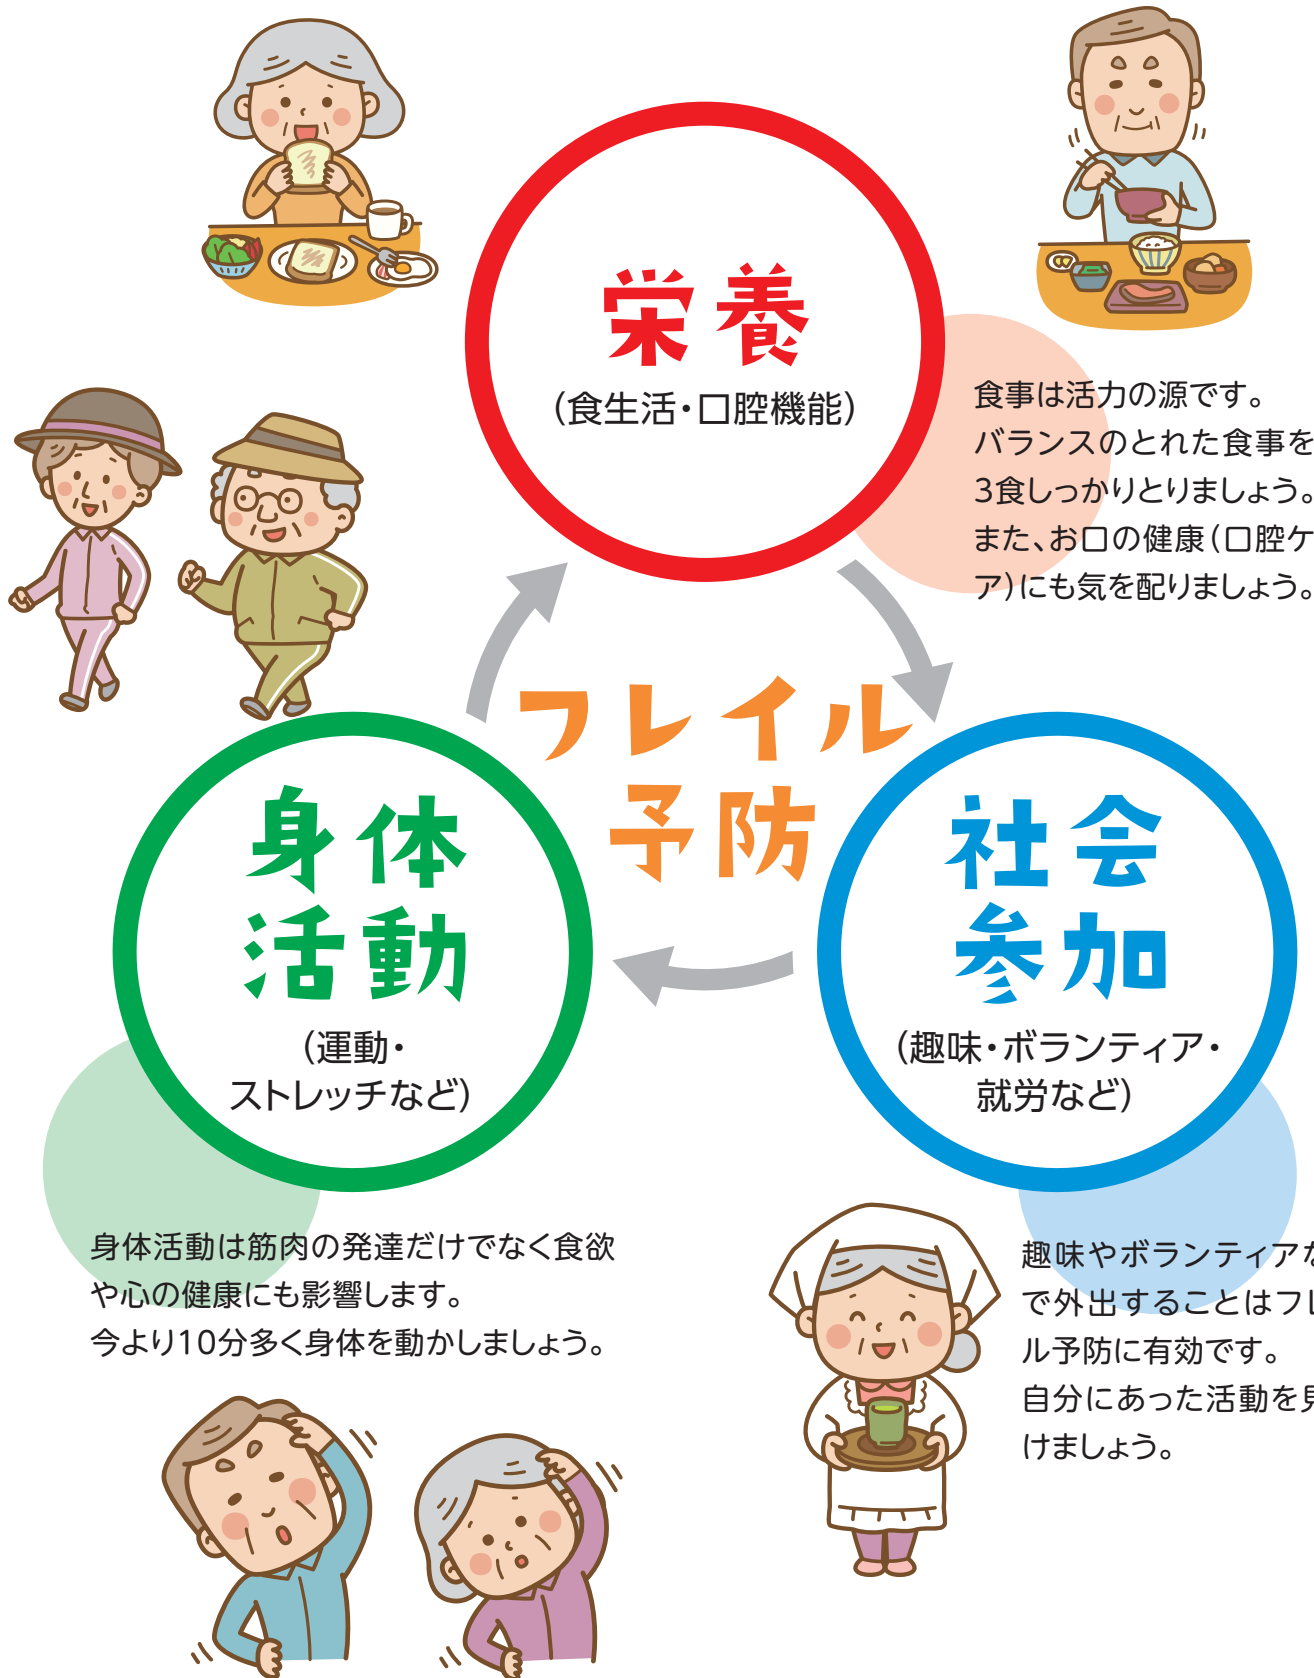 栄養
(食生活・口腔機能)
食事は活力の源です。
バランスのとれた食事を
3食しっかりとりましょう。
また、お口の健康(口腔ケ
ア)にも気を配りましょう。
フレイル
予防
身体
活動
(運動・
ストレッチなど)
社会
参加
(趣味・ボランティア・
就労など)
身体活動は筋肉の発達だけでなく食欲
や心の健康にも影響します。
今より10分多く身体を動かしましょう。
趣味やボランティアな
で外出することはフレ
ル予防に有効です。
自分にあった活動を見
けましょう。